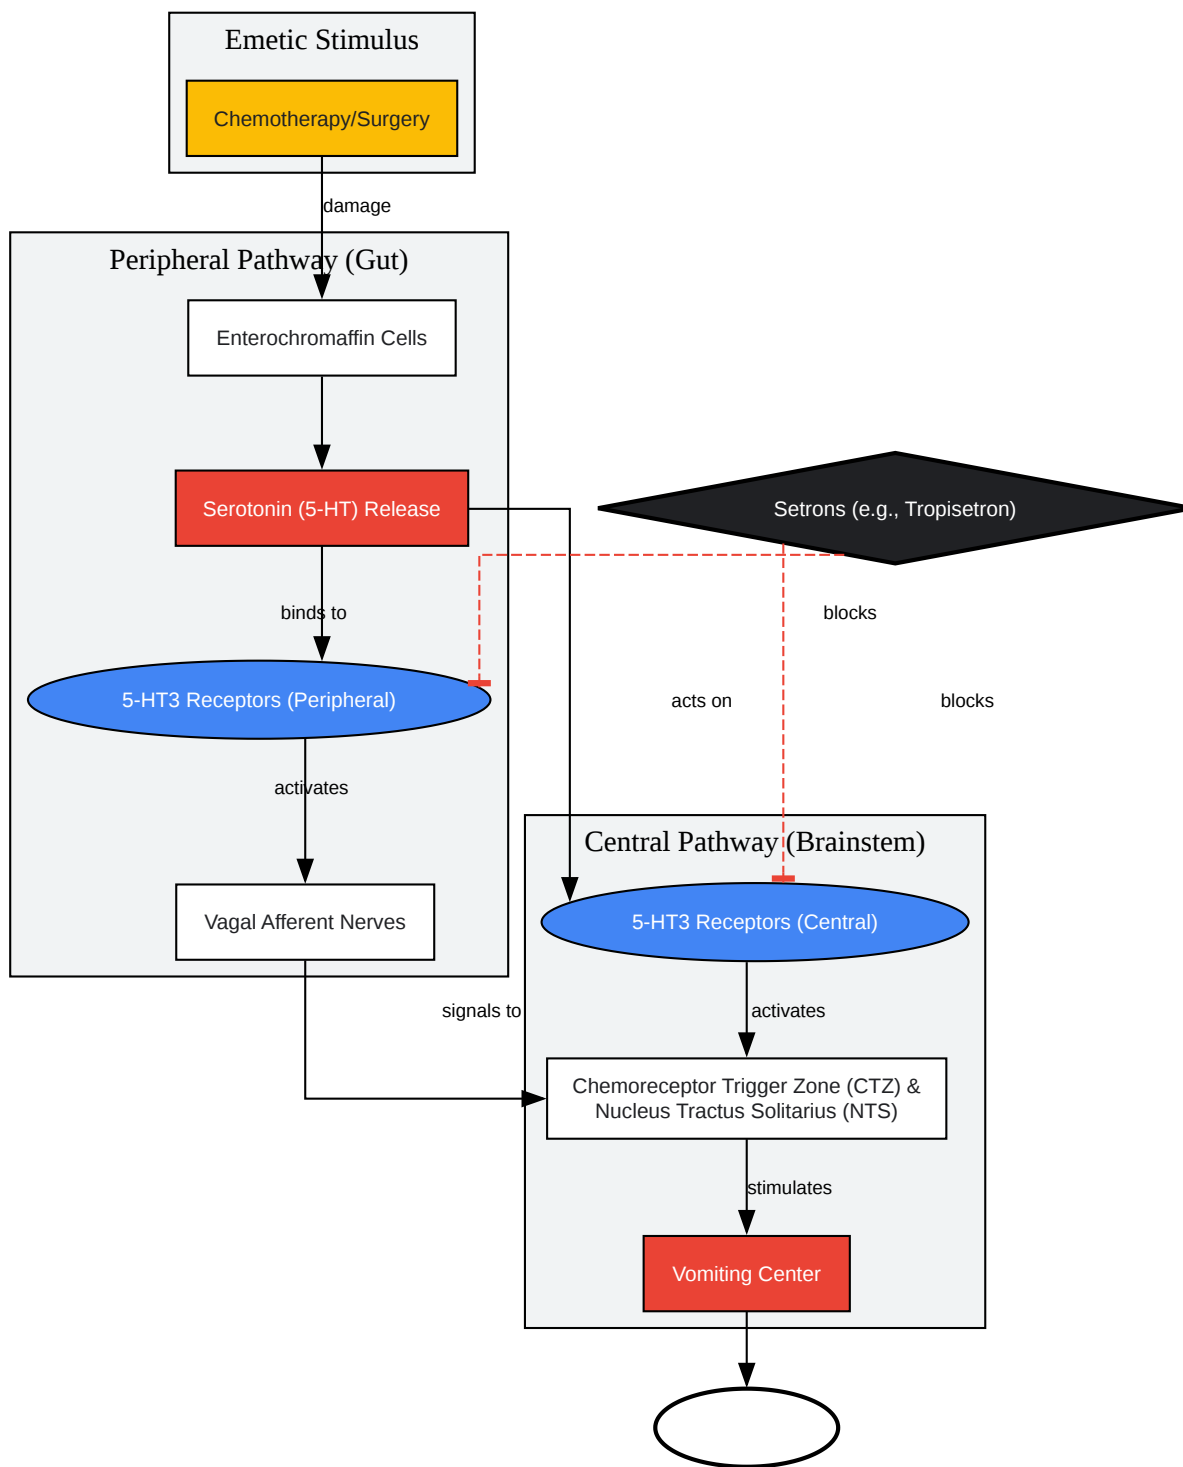 Emetic Stimulus
Chemotherapy/Surgery
damage
Peripheral Pathway (Gut)
Enterochromaffin Cells
Serotonin (5-HT) Release
Setrons (e.g., Tropisetron)
binds to
blocks
5-HT3 Receptors (Peripheral)
acts on
blocks
activates
Central Pathway (Brainstem)
Vagal Afferent Nerves
5-HT3 Receptors (Central)
signals to
activates
Chemoreceptor Trigger Zone (CTZ) &
Nucleus Tractus Solitarius (NTS)
stimulates
Vomiting Center